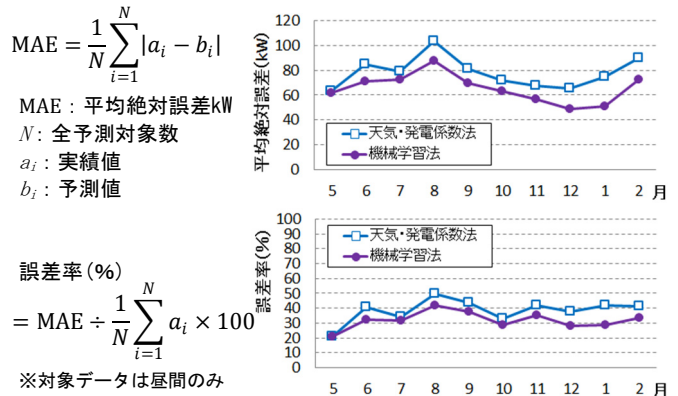 MAE = 1/N ∑_{i=1}^{N} |a_i − b_i|
MAE：平均絶対誤差kW
N：全予測対象数
a_i：実績値
b_i：予測値
誤差率(%)
= MAE ÷ 1/N ∑_{i=1}^{N} a_i × 100
※対象データは昼間のみ
平均絶対誤差(kW)
120
100
80
60
40
20
0
天気・発電係数法
機械学習法
5 6 7 8 9 10 11 12 1 2 月
誤差率(%)
100
90
80
70
60
50
40
30
20
10
0
天気・発電係数法
機械学習法
5 6 7 8 9 10 11 12 1 2 月